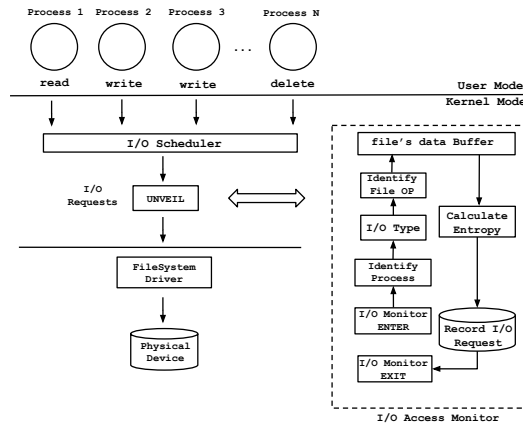 Process 1 Process 2 Process 3 ... Process N
read write write delete
User Mode
Kernel Mode
I/O Scheduler
I/O
Requests
UNVEIL
FileSystem
Driver
Physical
Device
file's data Buffer
Identify
File OP
I/O Type
Identify
Process
I/O Monitor
ENTER
Calculate
Entropy
Record I/O
Request
I/O Monitor
EXIT
I/O Access Monitor